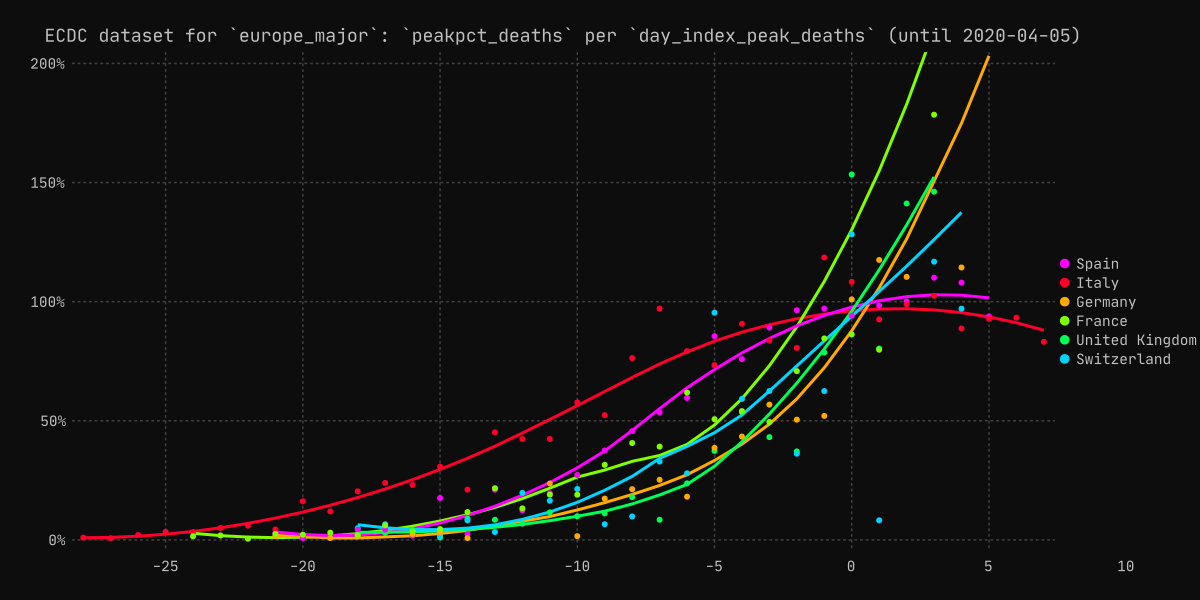 ECDC dataset for `europe_major`: `peakpct_deaths` per `day_index_peak_deaths` (until 2020-04-05)
200%
150%
100%
50%
0%
−25
−20
−15
−10
−5
0
5
10
Spain
Italy
Germany
France
United Kingdom
Switzerland